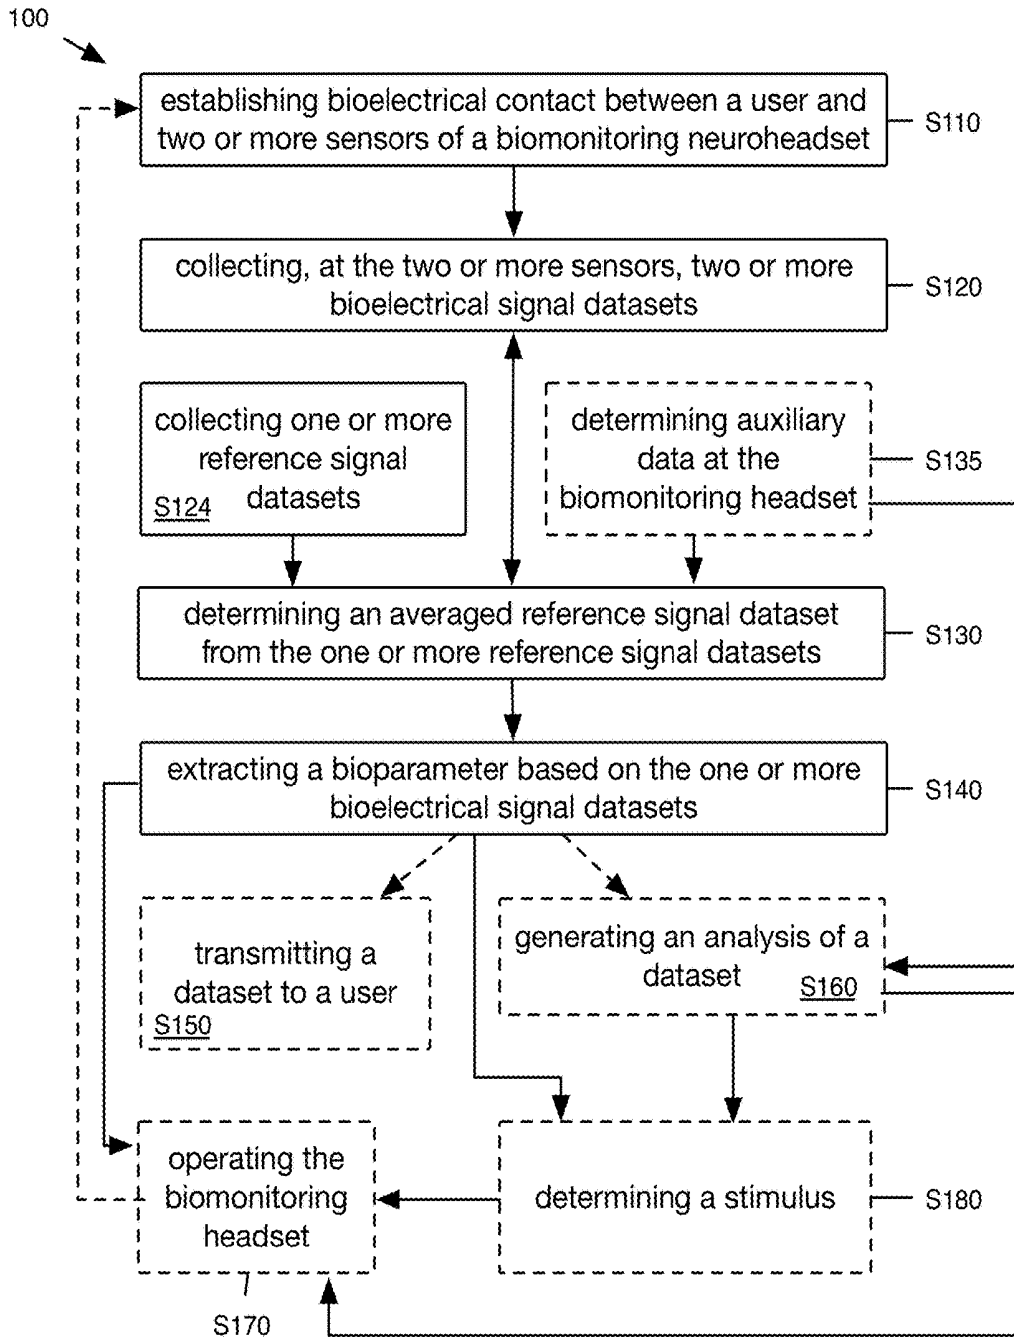 100
establishing bioelectrical contact between a user and
two or more sensors of a biomonitoring neuroheadset
S110
collecting, at the two or more sensors, two or more
bioelectrical signal datasets
S120
collecting one or more
reference signal
datasets
S124
determining auxiliary
data at the
biomonitoring headset
S135
determining an averaged reference signal dataset
from the one or more reference signal datasets
S130
extracting a bioparameter based on the one or more
bioelectrical signal datasets
S140
transmitting a
dataset to a user
S150
generating an analysis of a
dataset
S160
operating the
biomonitoring
headset
S170
determining a stimulus
S180